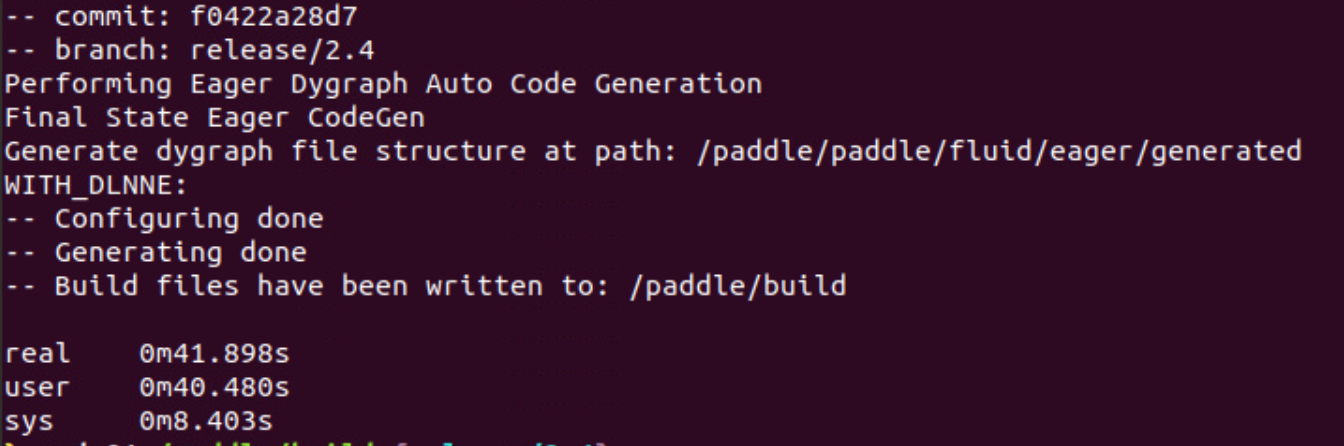 -- commit: f0422a28d7
-- branch: release/2.4
Performing Eager Dygraph Auto Code Generation
Final State Eager CodeGen
Generate dygraph file structure at path: /paddle/paddle/fluid/eager/generated
WITH_DLNNE:
-- Configuring done
-- Generating done
-- Build files have been written to: /paddle/build
real 0m41.898s
user 0m40.480s
sys 0m8.403s